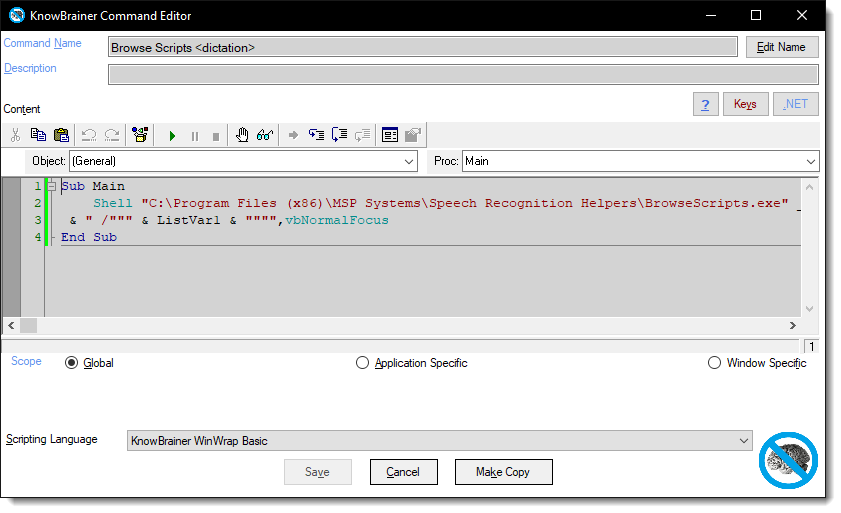 KnowBrainer Command Editor
Command Name
Browse Scripts <dictation>
Edit Name
Description
Content
?
Keys
.NET
Object: (General)
Proc: Main
1 Sub Main
2 Shell "C:\Program Files (x86)\MSP Systems\Speech Recognition Helpers\BrowseScripts.exe" _
3 & " /""" & ListVar1 & """",vbNormalFocus
4 End Sub
1
Scope
Global
Application Specific
Window Specific
Scripting Language
KnowBrainer WinWrap Basic
Save
Cancel
Make Copy